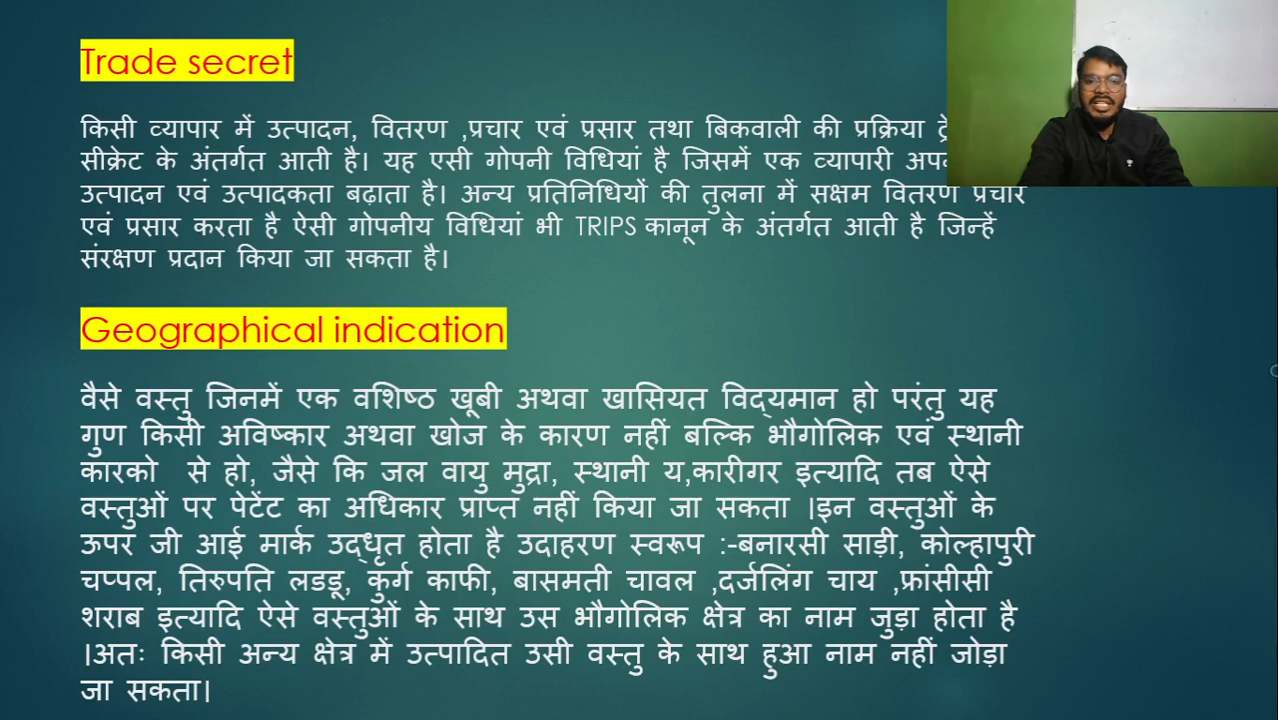 Trade secret
किसी व्यापार में उत्पादन, वितरण ,प्रचार एवं प्रसार तथा बिकवाली की प्रक्रिया
सीक्रेट के अंतर्गत आती है। यह एसी गोपनी विधियां है जिसमें एक व्यापारी
उत्पादन एवं उत्पादकता बढ़ाता है। अन्य प्रतिनिधियों की तुलना में सक्षम वितरण प्रचार
एवं प्रसार करता है ऐसी गोपनीय विधियां भी TRIPS कानून के अंतर्गत आती है जिन्हें
संरक्षण प्रदान किया जा सकता है।
Geographical indication
वैसे वस्तु जिनमें एक वशिष्ठ खूबी अथवा खासियत विद्यमान हो परंतु यह
गुण किसी अविष्कार अथवा खोज के कारण नहीं बल्कि भौगोलिक एवं स्थानी
कारको से हो, जैसे कि जल वायु मुद्रा, स्थानी य,कारीगर इत्यादि तब ऐसे
वस्तुओं पर पेटेंट का अधिकार प्राप्त नहीं किया जा सकता ।इन वस्तुओं के
ऊपर जी आई मार्क उद्धृत होता है उदाहरण स्वरूप :-बनारसी साड़ी, कोल्हापुरी
चप्पल, तिरुपति लडडू, कुर्ग काफी, बासमती चावल ,दर्जलिंग चाय ,फ्रांसीसी
शराब इत्यादि ऐसे वस्तुओं के साथ उस भौगोलिक क्षेत्र का नाम जुड़ा होता है
।अतः किसी अन्य क्षेत्र में उत्पादित उसी वस्तु के साथ हुआ नाम नहीं जोड़ा
जा सकता।